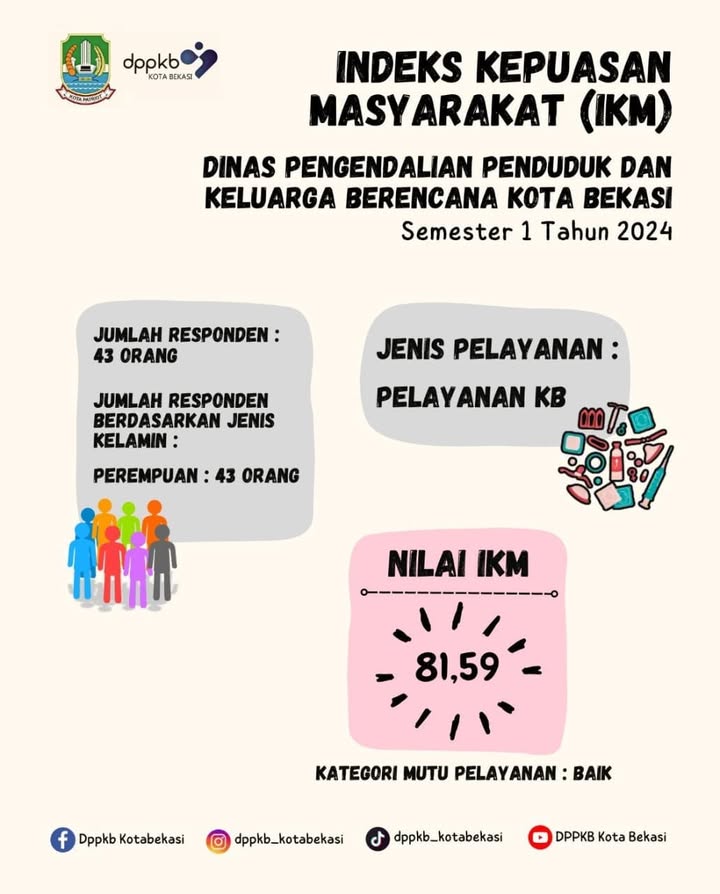 KOTA PATRIOT
dppkb
KOTA BEKASI
INDEKS KEPUASAN
MASYARAKAT (IKM)
DINAS PENGENDALIAN PENDUDUK DAN
KELUARGA BERENCANA KOTA BEKASI
Semester 1 Tahun 2024
JUMLAH RESPONDEN :
43 ORANG
JUMLAH RESPONDEN
BERDASARKAN JENIS
KELAMIN :
PEREMPUAN : 43 ORANG
JENIS PELAYANAN :
PELAYANAN KB
NILAI IKM
81,59
KATEGORI MUTU PELAYANAN : BAIK
Dppkb Kotabekasi
dppkb_kotabekasi
dppkb_kotabekasi
DPPKB Kota Bekasi